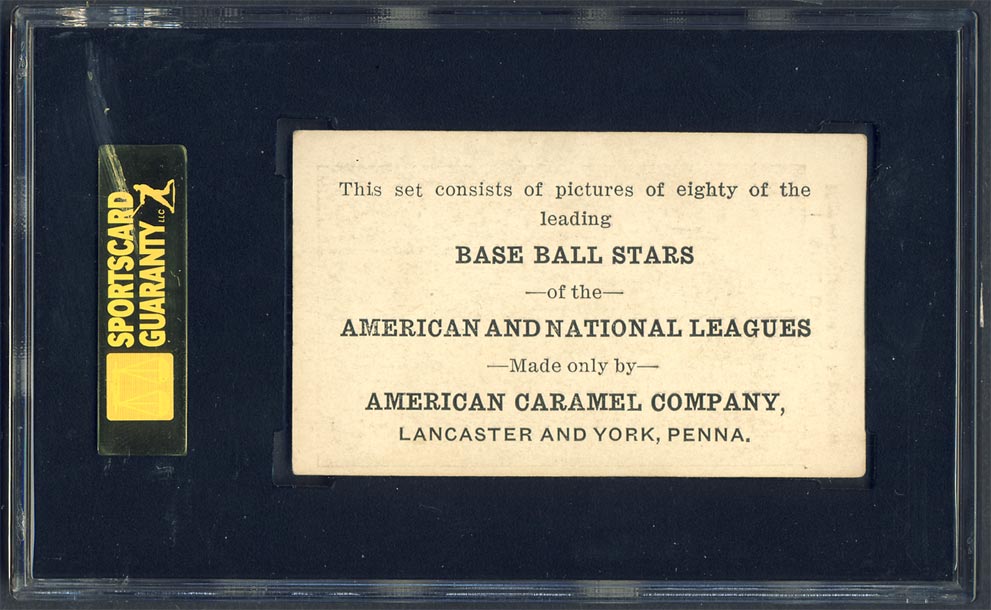 SPORTSCARD
GUARANTY LLC
This set consists of pictures of eighty of the
leading
BASE BALL STARS
—of the—
AMERICAN AND NATIONAL LEAGUES
—Made only by—
AMERICAN CARAMEL COMPANY,
LANCASTER AND YORK, PENNA.